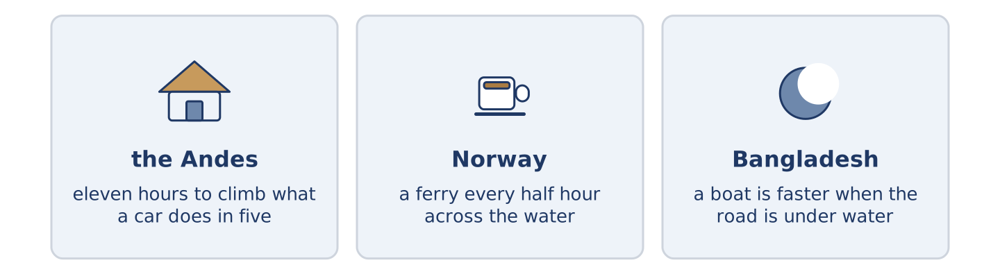 the Andes
eleven hours to climb what
a car does in five
Norway
a ferry every half hour
across the water
Bangladesh
a boat is faster when the
road is under water